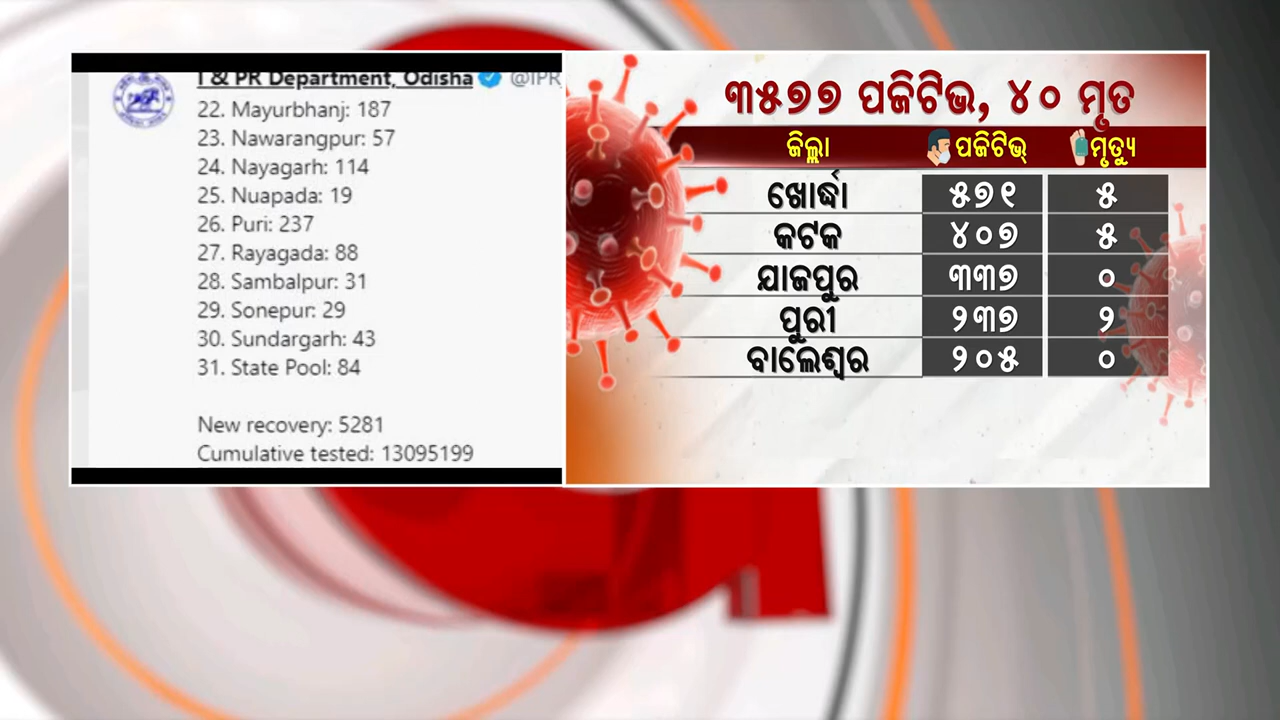 I & PR Department, Odisha @IPR_
22. Mayurbhanj: 187
23. Nawarangpur: 57
24. Nayagarh: 114
25. Nuapada: 19
26. Puri: 237
27. Rayagada: 88
28. Sambalpur: 31
29. Sonepur: 29
30. Sundargarh: 43
31. State Pool: 84
New recovery: 5281
Cumulative tested: 13095199
୩୫୭୭ ପଜିଟିଭ, ୪୦ ମୃତ
ଜିଲ୍ଲା ପଜିଟିଭ୍ ମୃତ୍ୟୁ
ଖୋର୍ଦ୍ଧା ୫୭୧ ୫
କଟକ ୪୦୭ ୫
ଯାଜପୁର ୩୩୭ ୦
ପୁରୀ ୨୩୭ ୨
ବାଲେଶ୍ୱର ୨୦୫ ୦